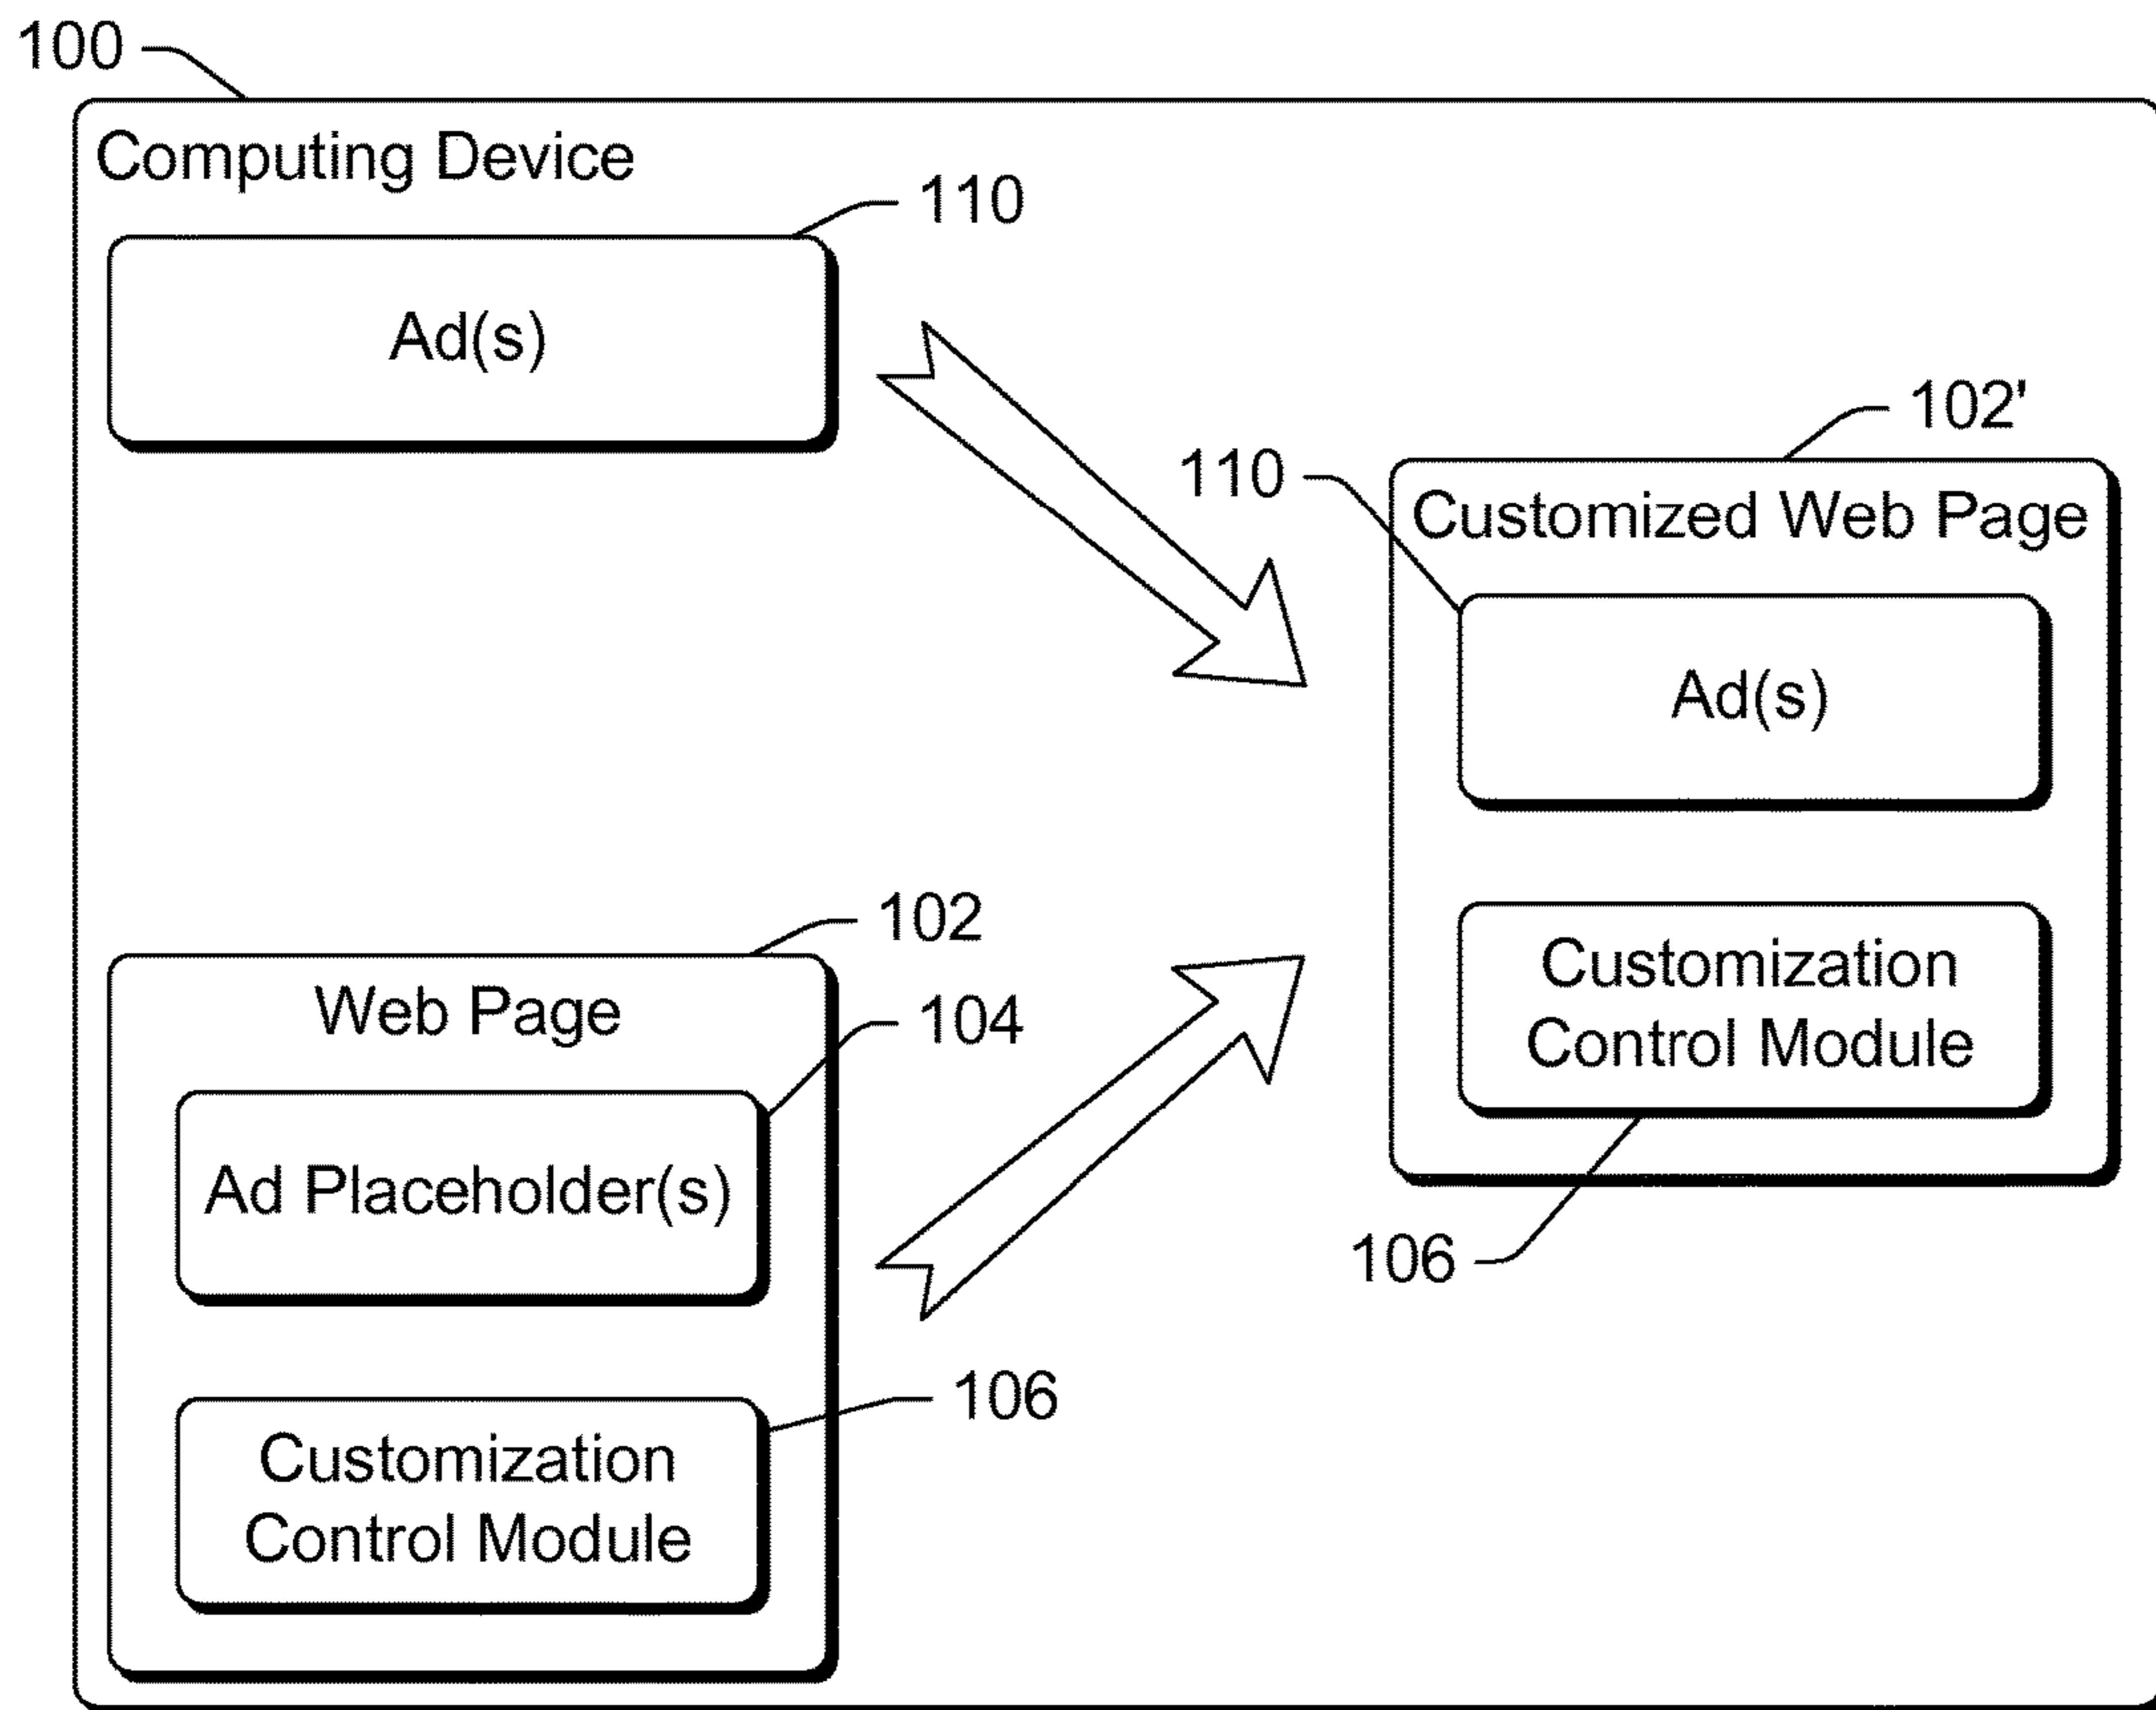 100
Computing Device
110
Ad(s)
102'
110
Customized Web Page
Ad(s)
102
Web Page
104
Ad Placeholder(s)
Customization
Control Module
106
106
Customization
Control Module